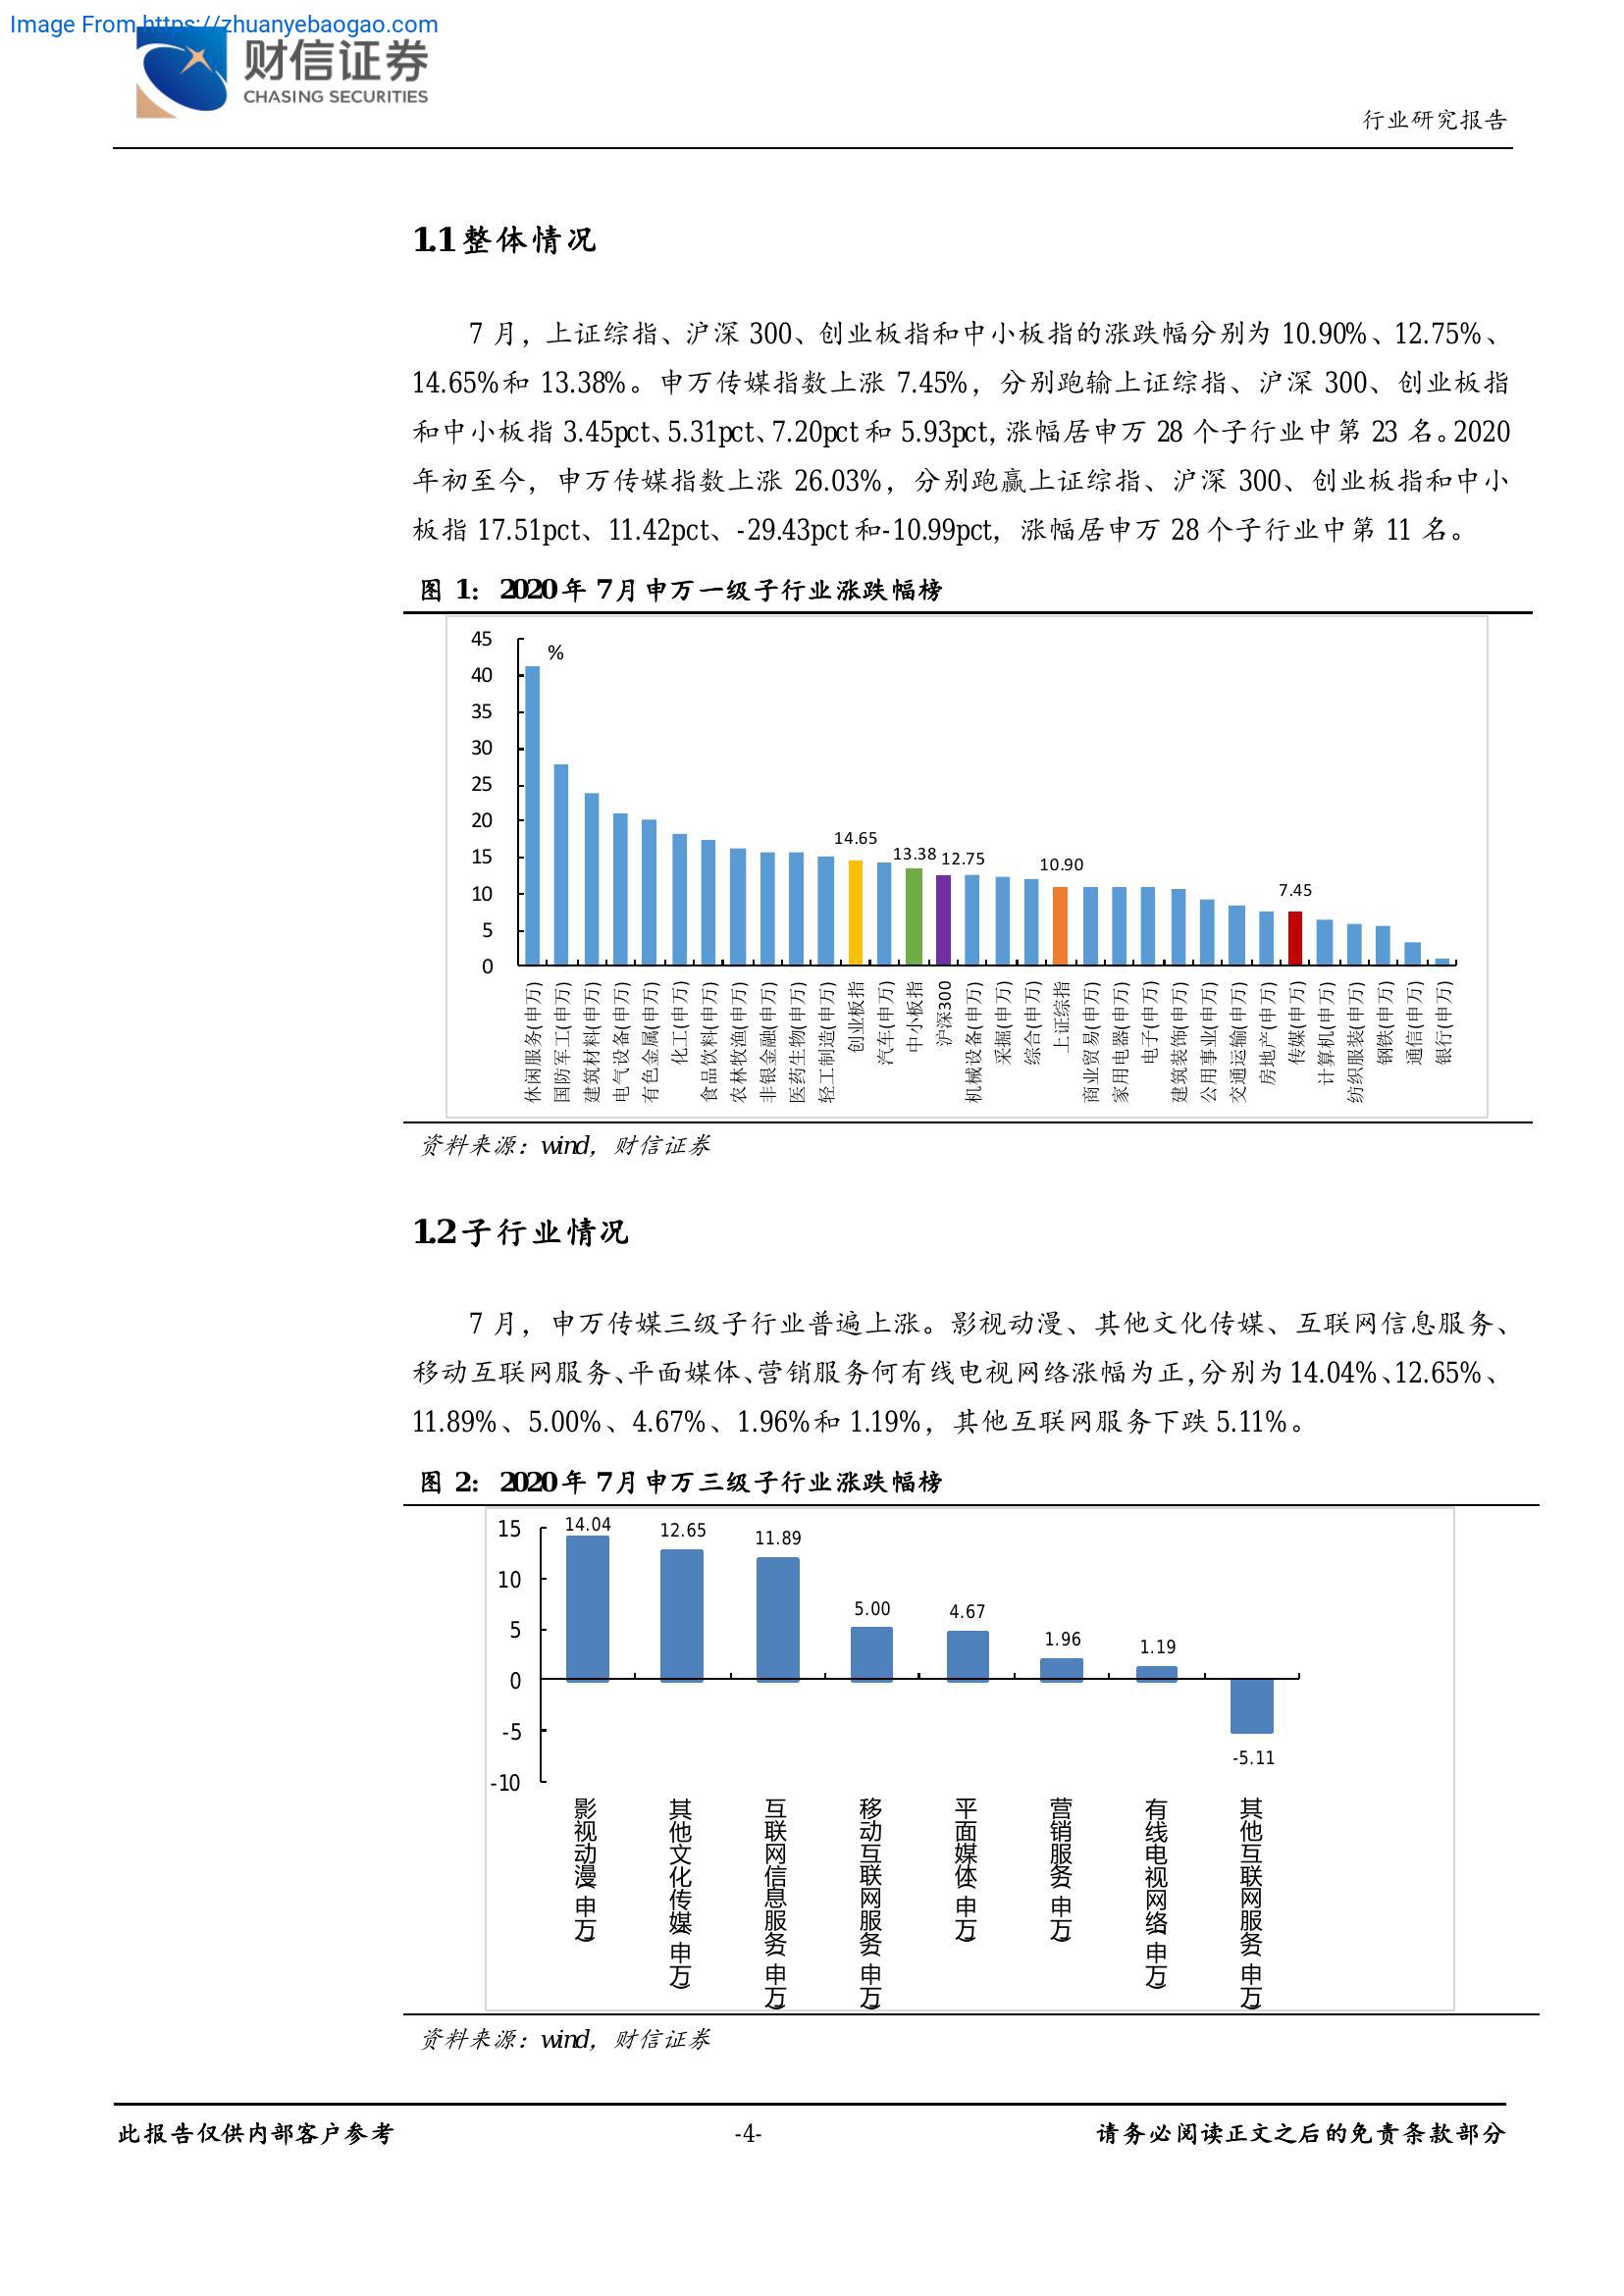 Image From https://zhuanyebaogao.com
财信证券
CHASING SECURITIES
行业研究报告
1.1 整体情况
7 月，上证综指、沪深 300、创业板指和中小板指的涨跌幅分别为 10.90%、12.75%、
14.65%和 13.38%。申万传媒指数上涨 7.45%，分别跑输上证综指、沪深 300、创业板指
和中小板指 3.45pct、5.31pct、7.20pct 和 5.93pct，涨幅居申万 28 个子行业中第 23 名。2020
年初至今，申万传媒指数上涨 26.03%，分别跑赢上证综指、沪深 300、创业板指和中小
板指 17.51pct、11.42pct、-29.43pct 和-10.99pct，涨幅居申万 28 个子行业中第 11 名。
图 1：2020 年 7 月申万一级子行业涨跌幅榜
45
40
35
30
25
20
15
10
5
0
%
14.65
13.38
12.75
10.90
7.45
休闲服务(申万)
国防军工(申万)
建筑材料(申万)
电气设备(申万)
有色金属(申万)
化工(申万)
食品饮料(申万)
农林牧渔(申万)
非银金融(申万)
医药生物(申万)
轻工制造(申万)
创业板指
汽车(申万)
中小板指
沪深300
机械设备(申万)
采掘(申万)
综合(申万)
上证综指
商业贸易(申万)
家用电器(申万)
电子(申万)
建筑装饰(申万)
公用事业(申万)
交通运输(申万)
房地产(申万)
传媒(申万)
计算机(申万)
纺织服装(申万)
钢铁(申万)
通信(申万)
银行(申万)
资料来源：wind，财信证券
1.2 子行业情况
7 月，申万传媒三级子行业普遍上涨。影视动漫、其他文化传媒、互联网信息服务、
移动互联网服务、平面媒体、营销服务何有线电视网络涨幅为正，分别为 14.04%、12.65%、
11.89%、5.00%、4.67%、1.96%和 1.19%，其他互联网服务下跌 5.11%。
图 2：2020 年 7 月申万三级子行业涨跌幅榜
15
10
5
0
-5
-10
14.04
12.65
11.89
5.00
4.67
1.96
1.19
-5.11
影视动漫(申万)
其他文化传媒(申万)
互联网信息服务(申万)
移动互联网服务(申万)
平面媒体(申万)
营销服务(申万)
有线电视网络(申万)
其他互联网服务(申万)
资料来源：wind，财信证券
此报告仅供内部客户参考
-4-
请务必阅读正文之后的免责条款部分